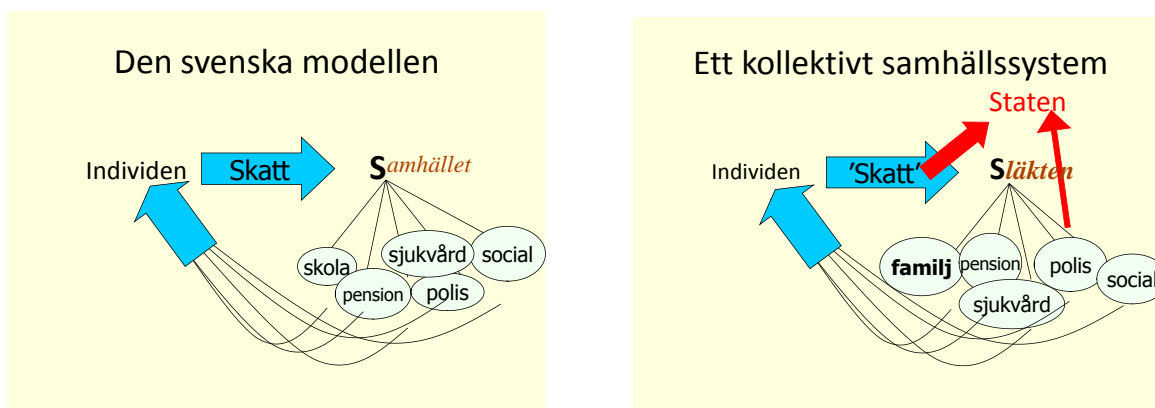 Den svenska modellen
Individen
Skatt
Samhället
skola
sjukvård
social
pension
polis
Ett kollektivt samhällssystem
Staten
Individen
’Skatt’
Släkten
familj
pension
polis
social
sjukvård